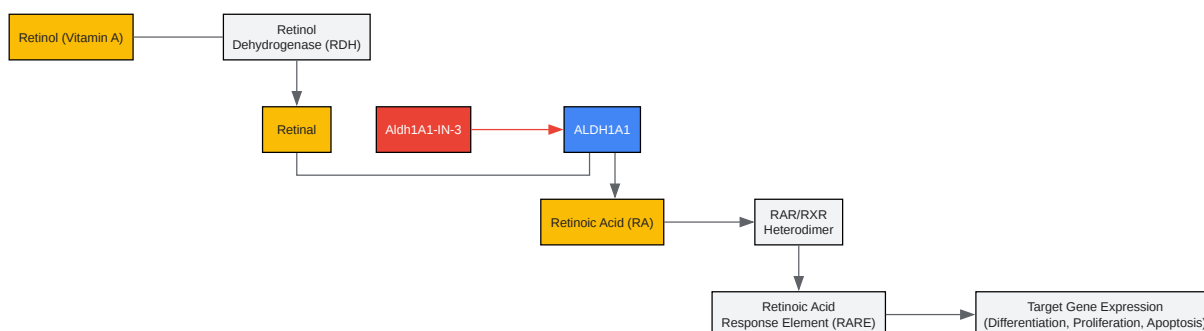 Retinol (Vitamin A)
Retinol
Dehydrogenase (RDH)
Retinal
Aldh1A1-IN-3
ALDH1A1
Retinoic Acid (RA)
RAR/RXR
Heterodimer
Retinoic Acid
Response Element (RARE)
Target Gene Expression
(Differentiation, Proliferation, Apoptosis)